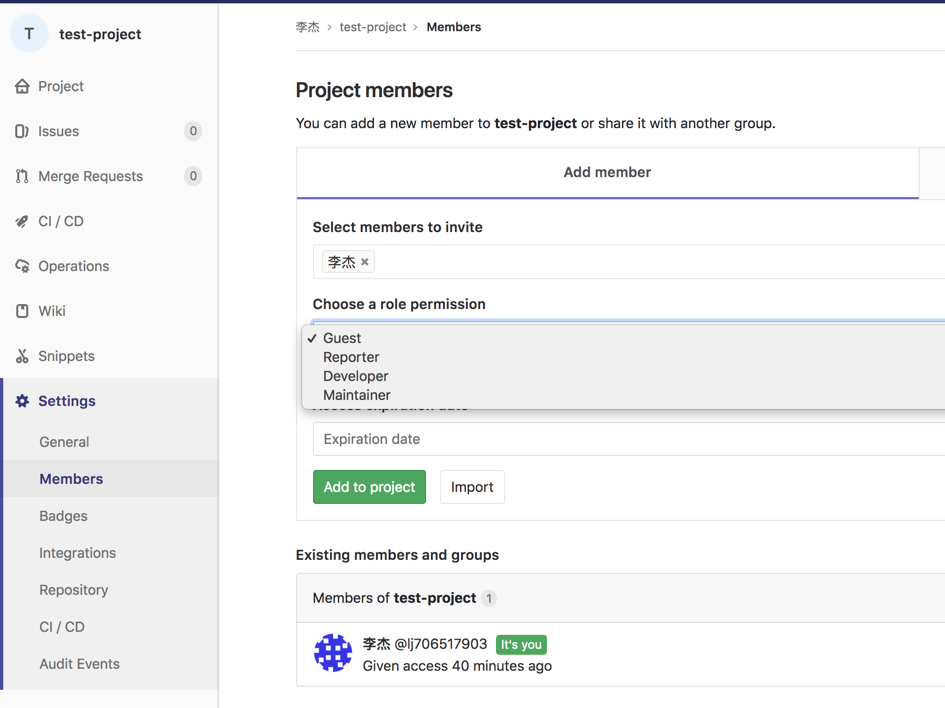 T test-project
Project
Issues 0
Merge Requests 0
CI / CD
Operations
Wiki
Snippets
Settings
General
Members
Badges
Integrations
Repository
CI / CD
Audit Events
李杰 › test-project › Members
Project members
You can add a new member to test-project or share it with another group.
Add member
Select members to invite
李杰 ×
Choose a role permission
✓ Guest
Reporter
Developer
Maintainer
Expiration date
Add to project Import
Existing members and groups
Members of test-project 1
李杰 @lj706517903 It's you
Given access 40 minutes ago